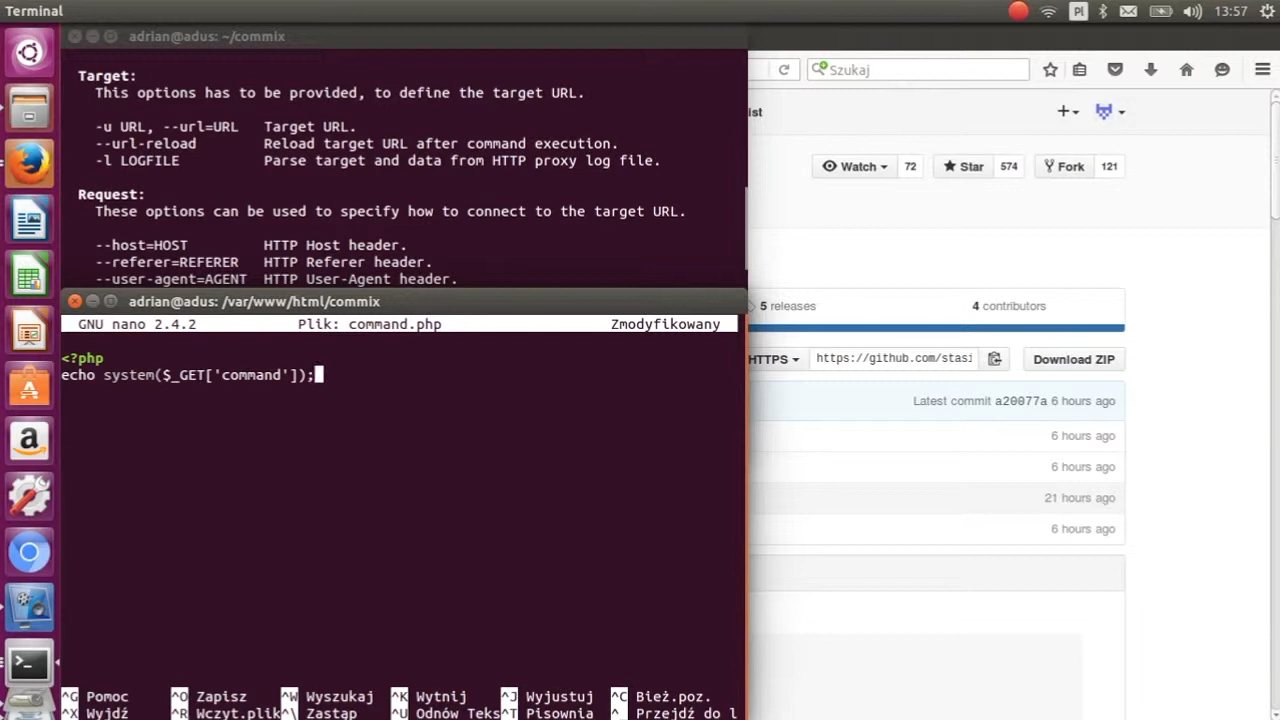 Terminal
Pl
13:57
adrian@adus: ~/commix
Target:
This options has to be provided, to define the target URL.
-u URL, --url=URL Target URL.
--url-reload Reload target URL after command execution.
-l LOGFILE Parse target and data from HTTP proxy log file.
Request:
These options can be used to specify how to connect to the target URL.
--host=HOST HTTP Host header.
--referer=REFERER HTTP Referer header.
--user-agent=AGENT HTTP User-Agent header.
adrian@adus: /var/www/html/commix
GNU nano 2.4.2 Plik: command.php Zmodyfikowany
<?php
echo system($_GET['command']);
^G Pomoc ^O Zapisz ^W Wyszukaj ^K Wytnij ^J Wyjustuj ^C Bież.poz.
^X Wyjdź ^R Wczyt.plik^\ Zastąp ^U Odnów Teks^T Pisownia ^_ Przejdź do l
Szukaj
ist
Watch 72 Star 574 Fork 121
5 releases 4 contributors
HTTPS https://github.com/stasi Download ZIP
Latest commit a20077a 6 hours ago
6 hours ago
6 hours ago
21 hours ago
6 hours ago